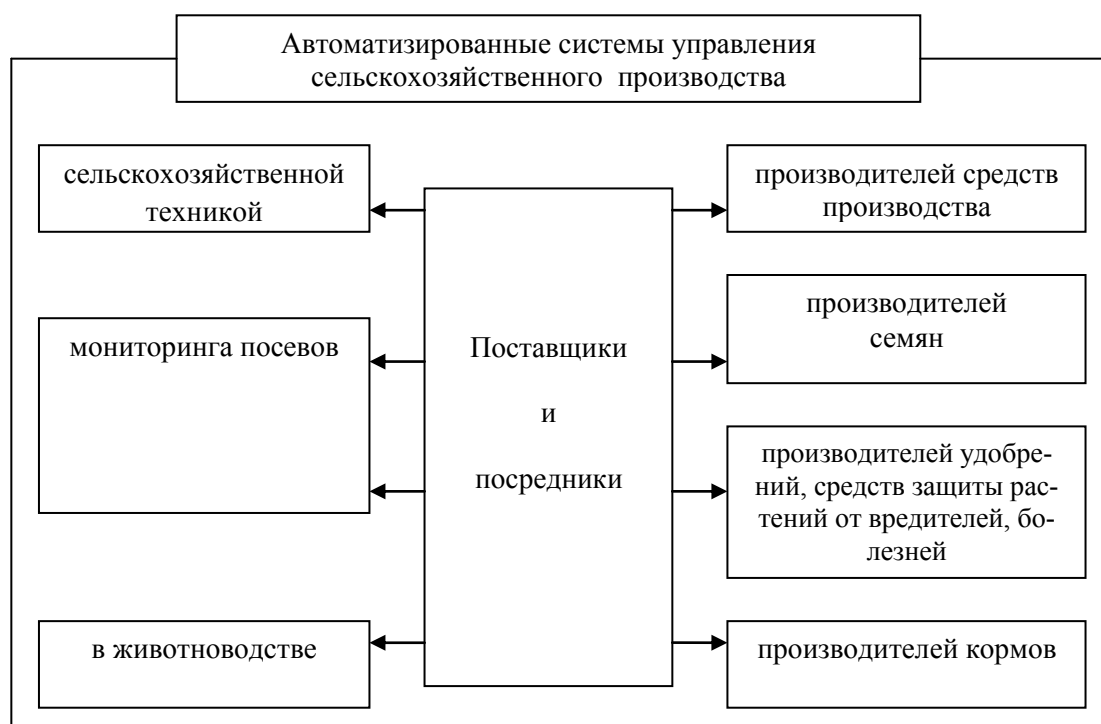 Автоматизированные системы управления
сельскохозяйственного производства
сельскохозяйственной
техникой
мониторинга посевов
в животноводстве
Поставщики
и
посредники
производителей средств
производства
производителей
семян
производителей удобре-
ний, средств защиты рас-
тений от вредителей, бо-
лезней
производителей кормов